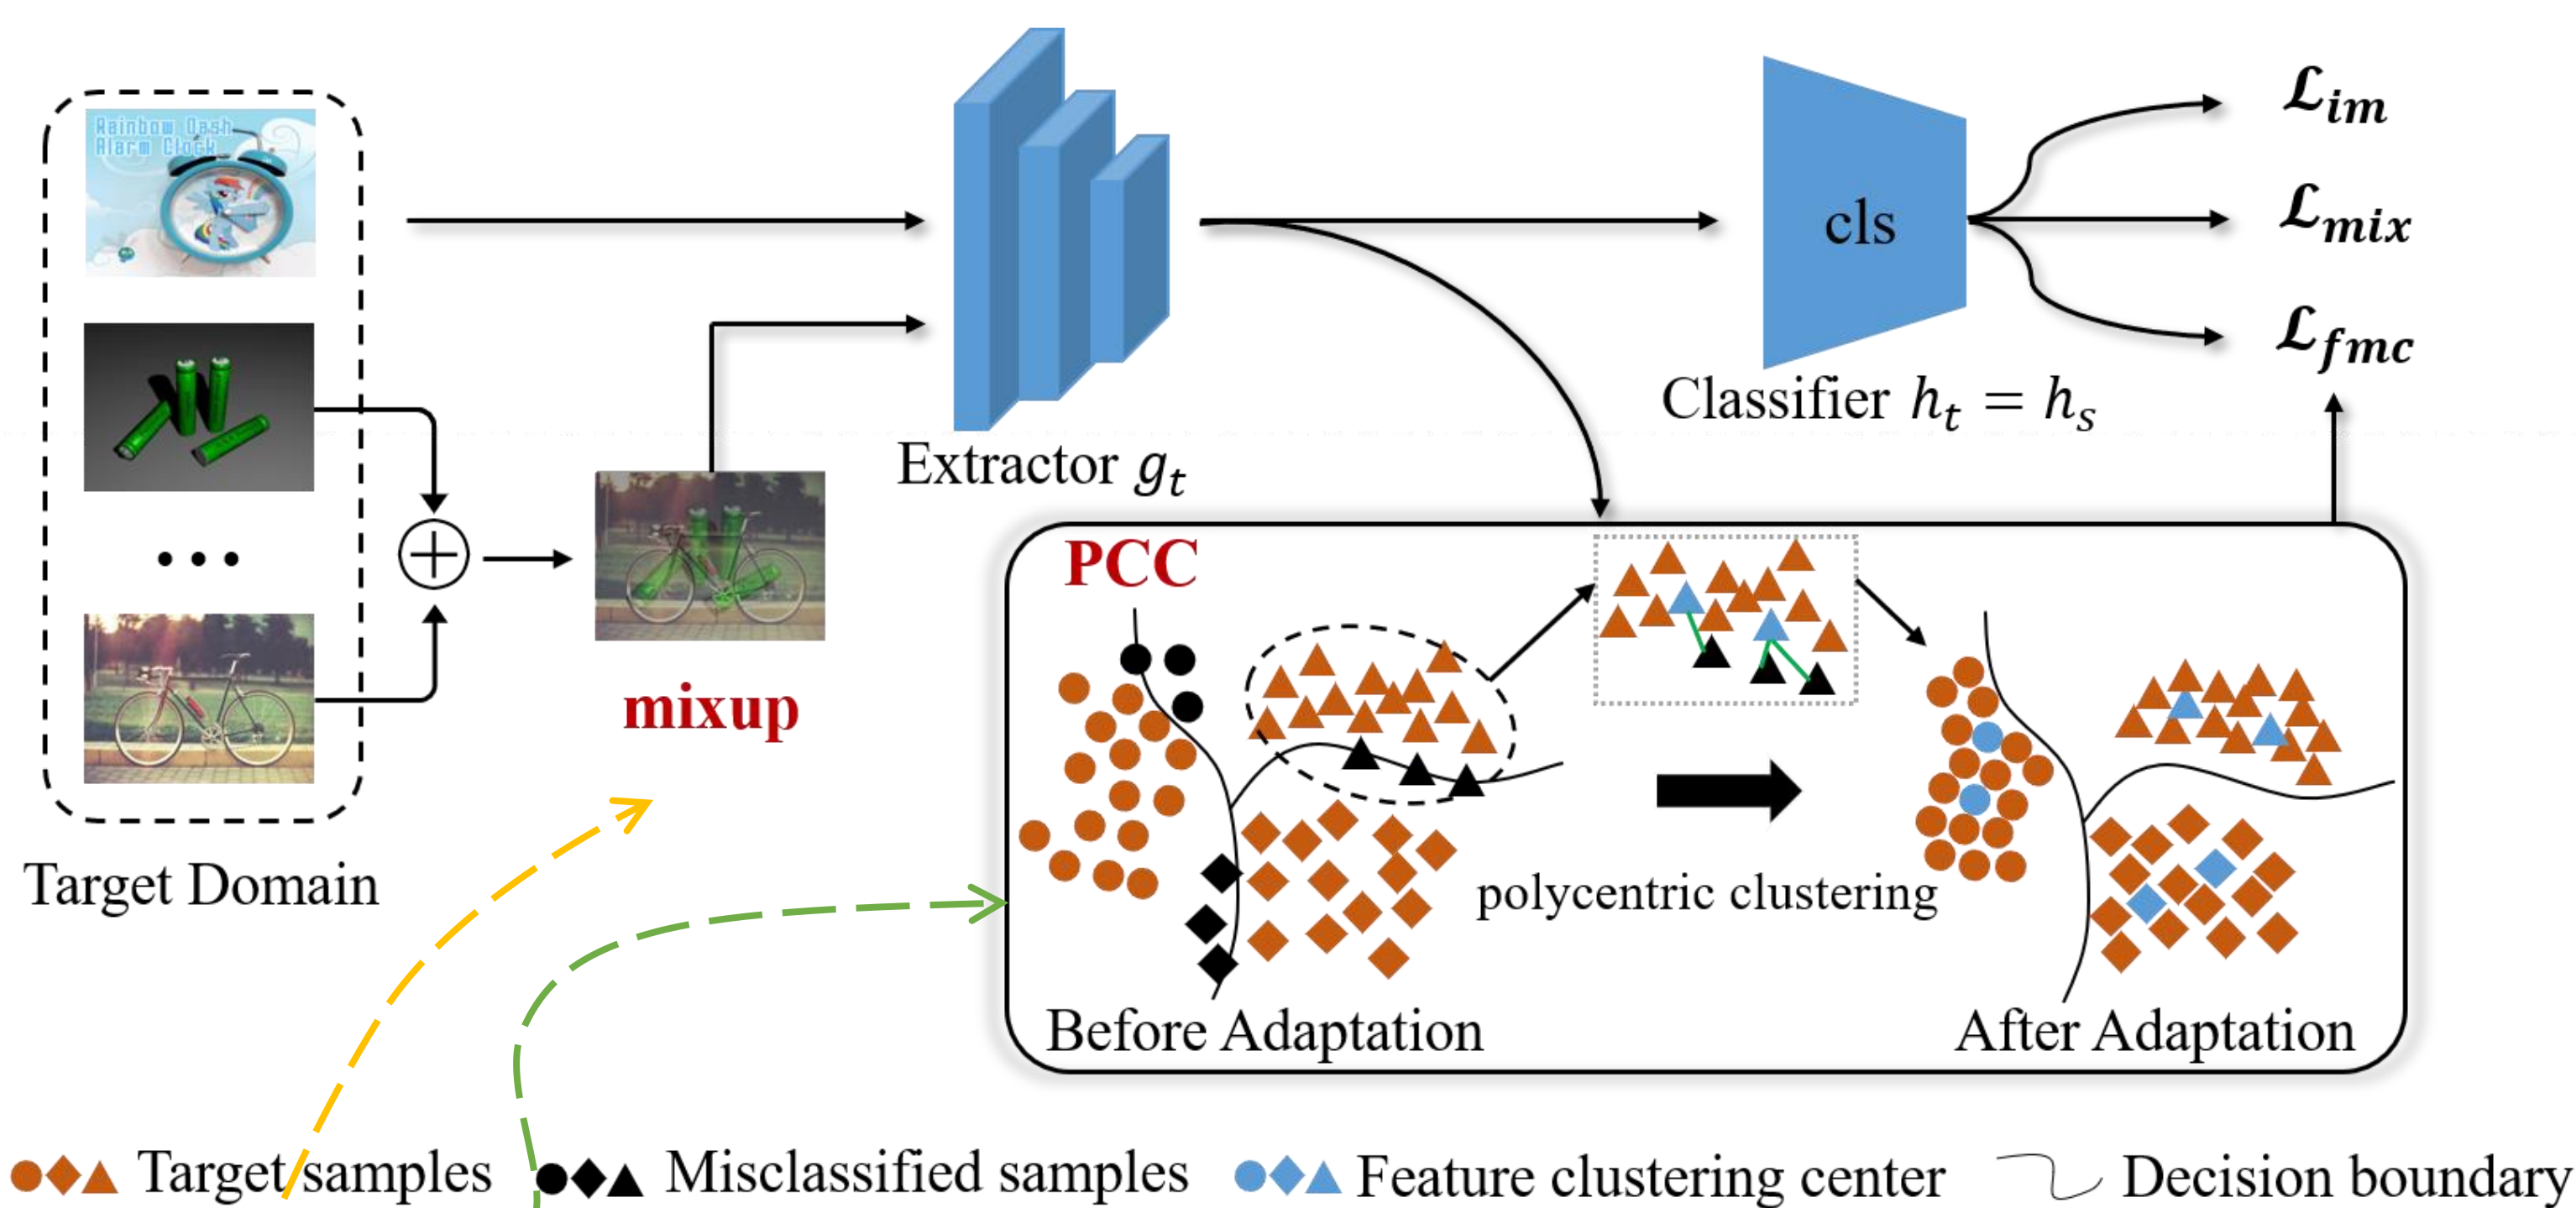 Rainbow Dash
Alarm Clock
Target Domain
mixup
Extractor g_t
cls
Classifier h_t = h_s
ℒ_im
ℒ_mix
ℒ_fmc
PCC
polycentric clustering
Before Adaptation
After Adaptation
Target samples
Misclassified samples
Feature clustering center
Decision boundary